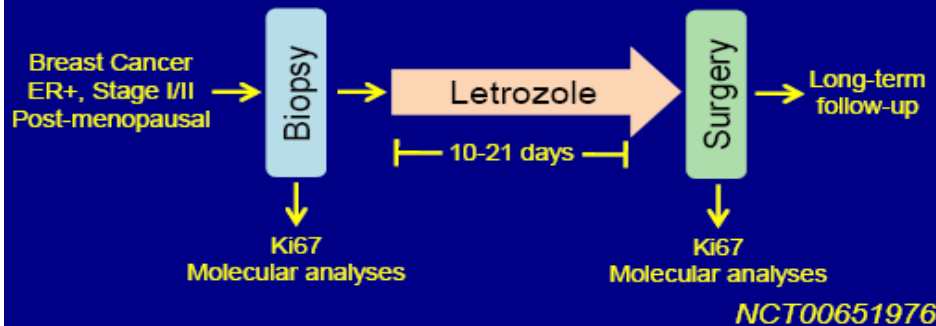 Breast Cancer
ER+, Stage I/II
Post-menopausal
Biopsy
Letrozole
10-21 days
Surgery
Long-term
follow-up
Ki67
Molecular analyses
Ki67
Molecular analyses
NCT00651976